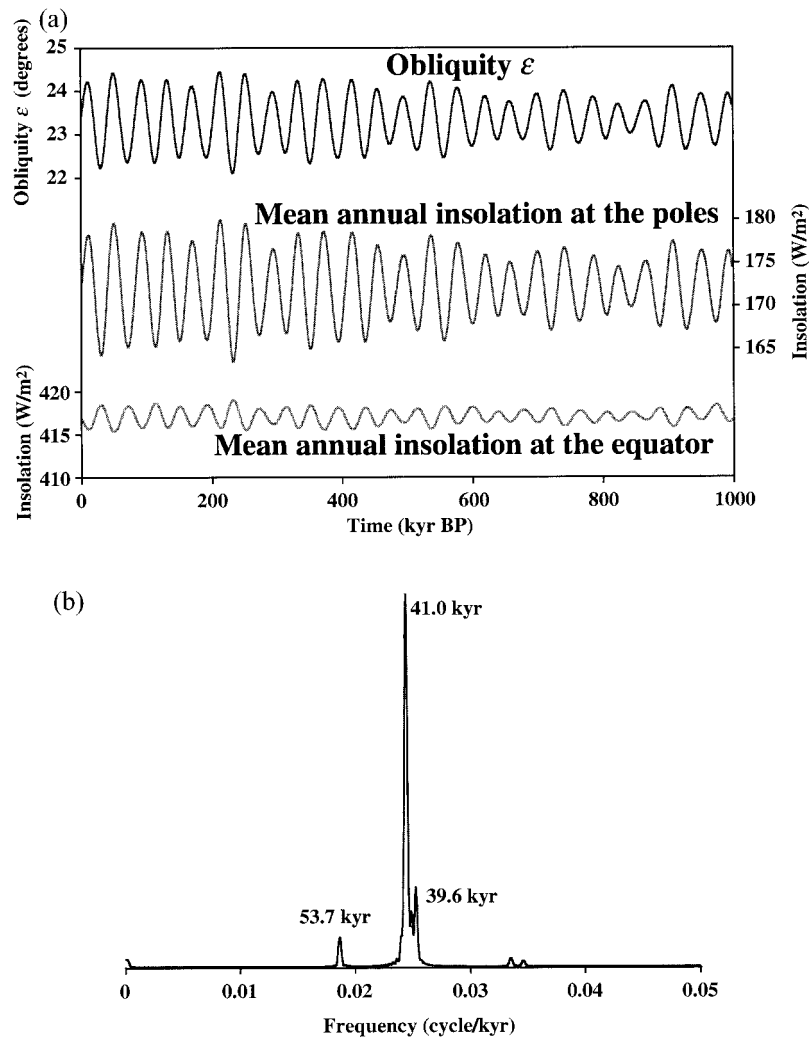 (a)
Obliquity ε (degrees)
25
24
23
22
Obliquity ε
Mean annual insolation at the poles
180
175
170
165
Insolation (W/m²)
Insolation (W/m²)
420
415
410
Mean annual insolation at the equator
0 200 400 600 800 1000
Time (kyr BP)
(b)
41.0 kyr
39.6 kyr
53.7 kyr
0 0.01 0.02 0.03 0.04 0.05
Frequency (cycle/kyr)